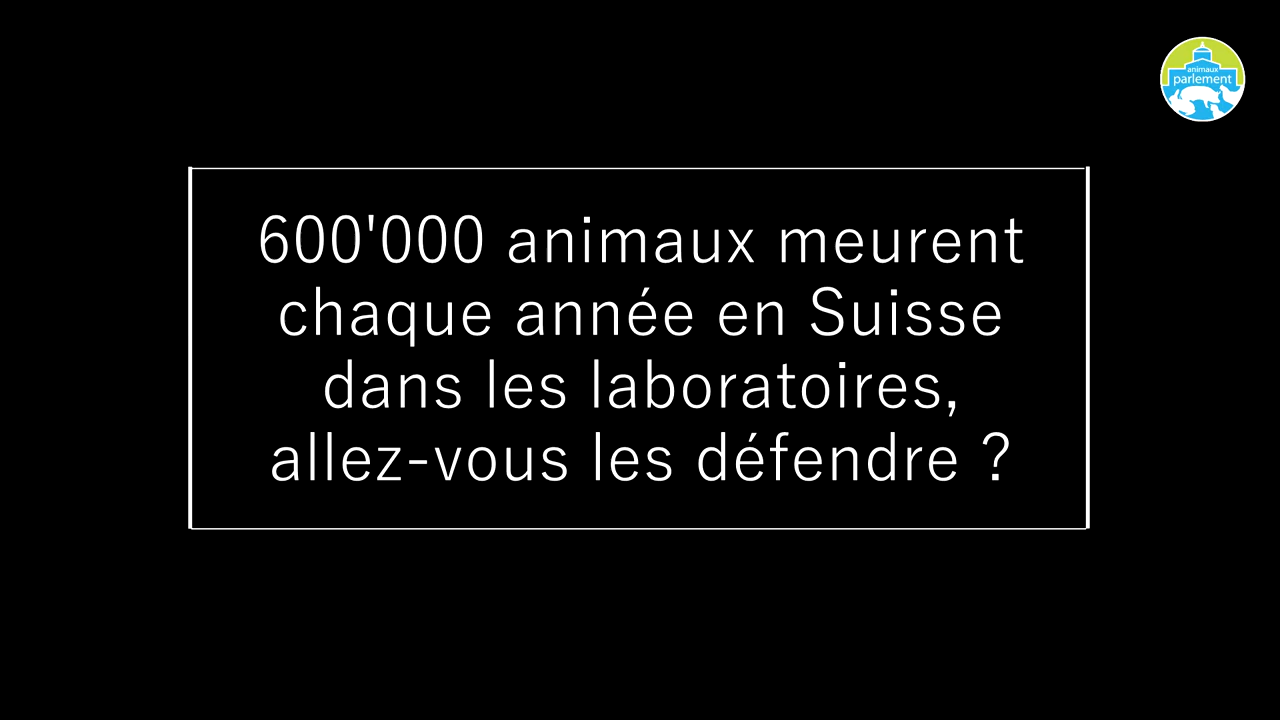 animaux
parlement
600'000 animaux meurent
chaque année en Suisse
dans les laboratoires,
allez-vous les défendre ?